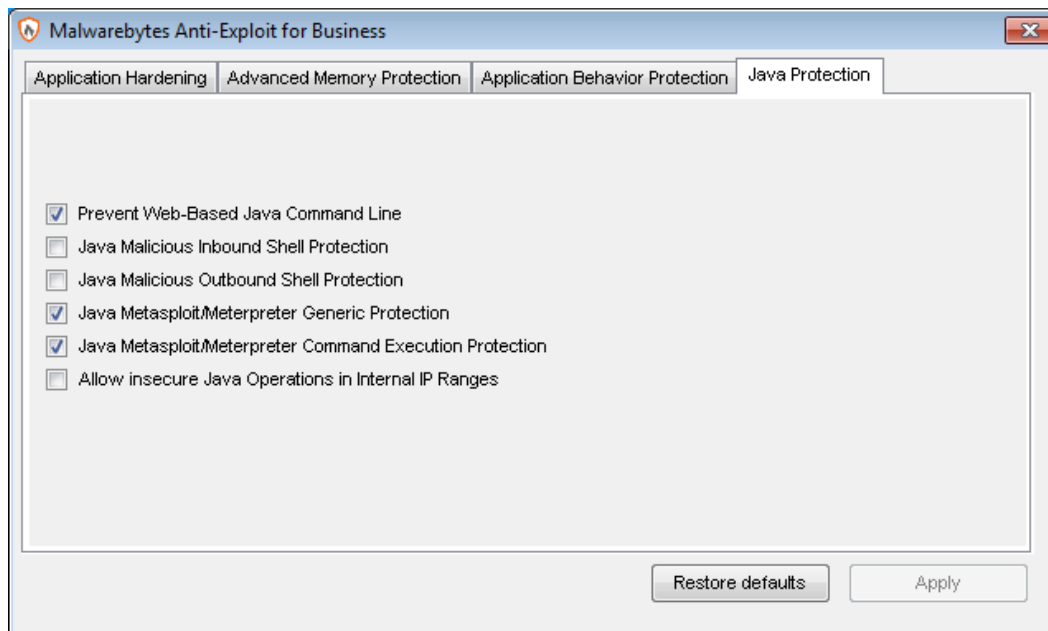 Malwarebytes Anti-Exploit for Business
Application Hardening Advanced Memory Protection Application Behavior Protection Java Protection
Prevent Web-Based Java Command Line
Java Malicious Inbound Shell Protection
Java Malicious Outbound Shell Protection
Java Metasploit/Meterpreter Generic Protection
Java Metasploit/Meterpreter Command Execution Protection
Allow insecure Java Operations in Internal IP Ranges
Restore defaults Apply